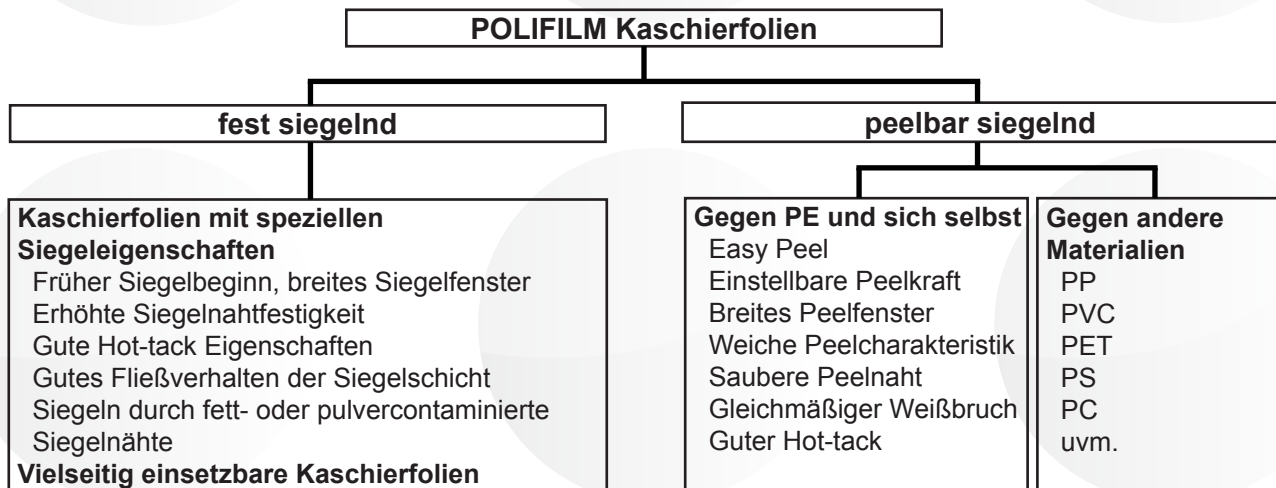 POLIFILM Kaschierfolien
fest siegelnd
peelbar siegelnd
Kaschierfolien mit speziellen
Siegeleigenschaften
Früher Siegelbeginn, breites Siegelfenster
Erhöhte Siegelnahtfestigkeit
Gute Hot-tack Eigenschaften
Gutes Fließverhalten der Siegelschicht
Siegeln durch fett- oder pulvercontaminierte
Siegelnähte
Vielseitig einsetzbare Kaschierfolien
Gegen PE und sich selbst
Easy Peel
Einstellbare Peelkraft
Breites Peelfenster
Weiche Peelcharakteristik
Saubere Peelnaht
Gleichmäßiger Weißbruch
Guter Hot-tack
Gegen andere
Materialien
PP
PVC
PET
PS
PC
uvm.